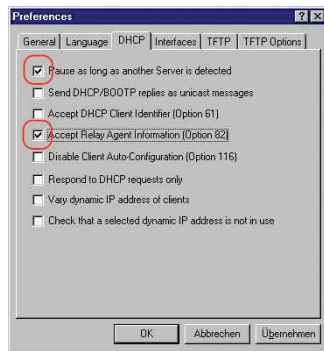 Preferences
General Language DHCP Interfaces TFTP TFTP Options
Pause as long as another Server is detected
Send DHCP/BOOTP replies as unicast messages
Accept DHCP Client Identifier (Option 61)
Accept Relay Agent Information (Option 82)
Disable Client Auto-Configuration (Option 116)
Respond to DHCP requests only
Vary dynamic IP address of clients
Check that a selected dynamic IP address is not in use
OK Abbrechen Übernehmen